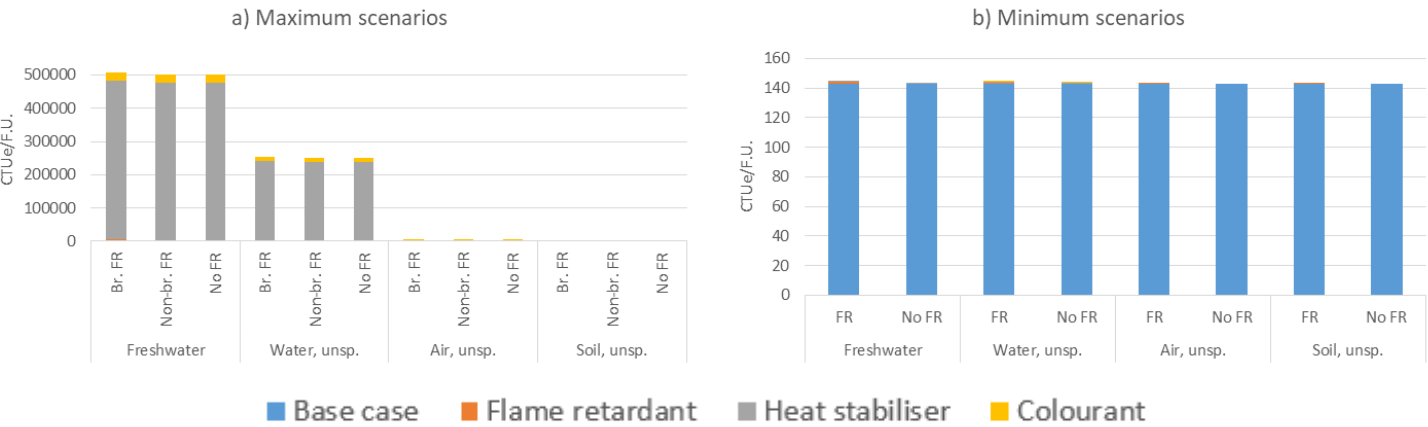 a) Maximum scenarios
CTUe/F.U.
500000
400000
300000
200000
100000
0
Br. FR
Non-br. FR
No FR
Br. FR
Non-br. FR
No FR
Br. FR
Non-br. FR
No FR
Br. FR
Non-br. FR
No FR
Freshwater Water, unsp. Air, unsp. Soil, unsp.
b) Minimum scenarios
CTUe/F.U.
160
140
120
100
80
60
40
20
0
FR No FR FR No FR FR No FR FR No FR
Freshwater Water, unsp. Air, unsp. Soil, unsp.
Base case Flame retardant Heat stabiliser Colourant